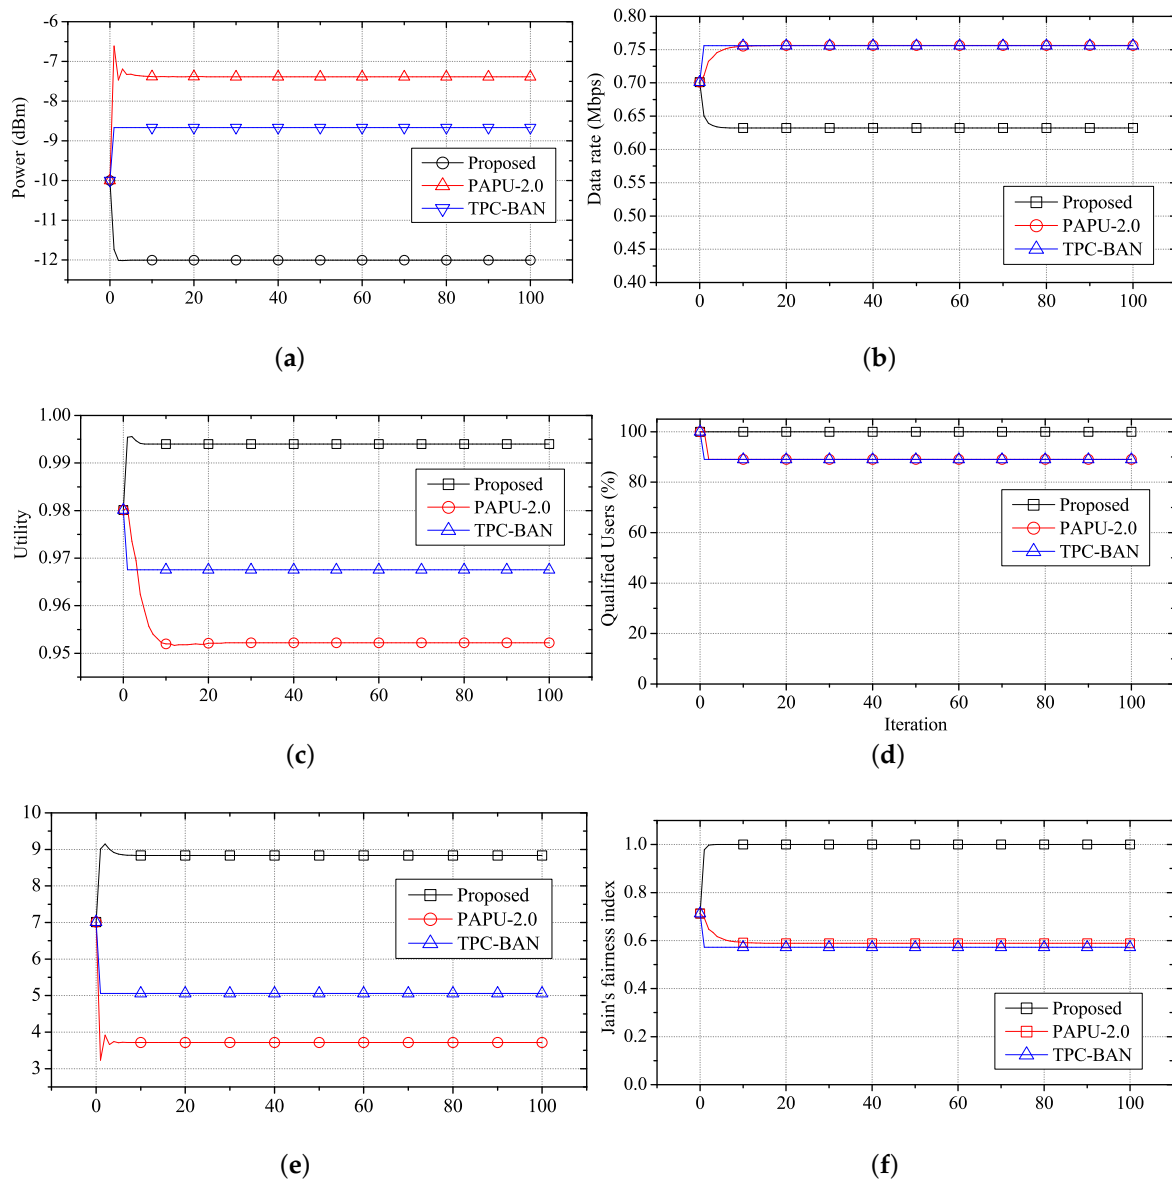 -6
-7
-8
-9
-10
-11
-12
Power (dBm)
Proposed
PAPU-2.0
TPC-BAN
0 20 40 60 80 100
(a)
0.80
0.75
0.70
0.65
0.60
0.55
0.50
0.45
0.40
Data rate (Mbps)
Proposed
PAPU-2.0
TPC-BAN
0 20 40 60 80 100
(b)
1.00
0.99
0.98
0.97
0.96
0.95
Utility
Proposed
PAPU-2.0
TPC-BAN
0 20 40 60 80 100
(c)
100
80
60
40
20
0
Qualified Users (%)
Proposed
PAPU-2.0
TPC-BAN
0 20 40 60 80 100
Iteration
(d)
10
9
8
7
6
5
4
3
Proposed
PAPU-2.0
TPC-BAN
0 20 40 60 80 100
(e)
1.0
0.8
0.6
0.4
0.2
0.0
Jain's fairness index
Proposed
PAPU-2.0
TPC-BAN
0 20 40 60 80 100
(f)